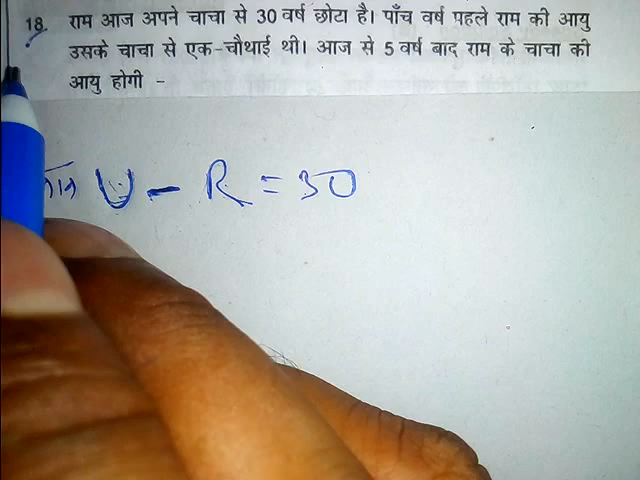 18. राम आज अपने चाचा से 30 वर्ष छोटा है। पाँच वर्ष पहले राम की आयु
उसके चाचा से एक-चौथाई थी। आज से 5 वर्ष बाद राम के चाचा की
आयु होगी -
U - R = 30